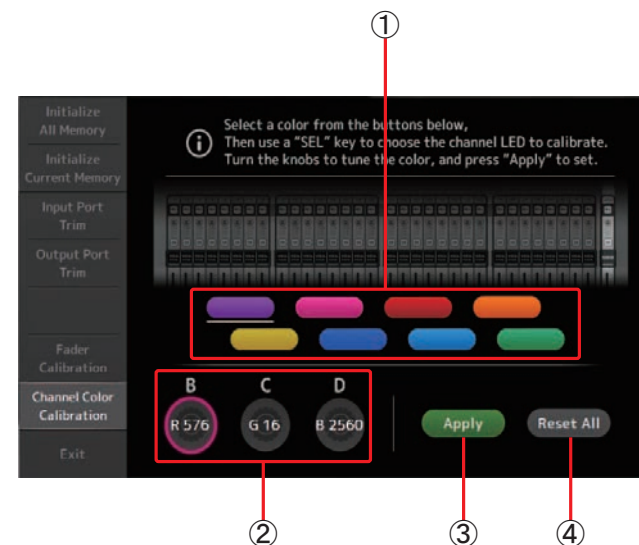 ①
Initialize
All Memory
Initialize
Current Memory
Input Port
Trim
Output Port
Trim
Fader
Calibration
Channel Color
Calibration
Exit
Select a color from the buttons below,
Then use a "SEL" key to choose the channel LED to calibrate.
Turn the knobs to tune the color, and press "Apply" to set.
B C D
R 576 G 16 B 2560
Apply Reset All
② ③ ④